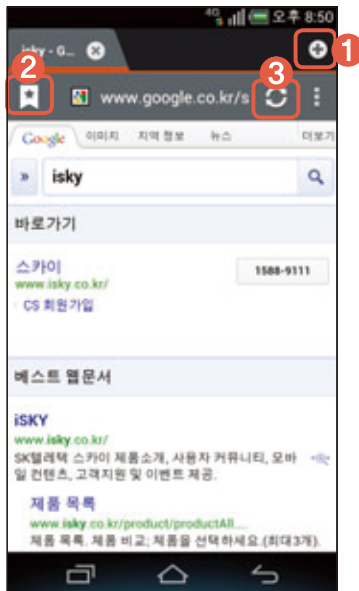 4G 오후 8:50
isky - G...
1
2
3
www.google.co.kr/s
Google 이미지 지역 정보 뉴스 더보기
» isky
바로가기
스카이
1588-9111
www.isky.co.kr/
CS 회원가입
베스트 웹문서
iSKY
www.isky.co.kr/
SK텔레텍 스카이 제품소개, 사용자 커뮤니티, 모바
일 컨텐츠, 고객지원 및 이벤트 제공.
제품 목록
www.isky.co.kr/product/productAll....
제품 목록. 제품 비교; 제품을 선택하세요.(최대3개).